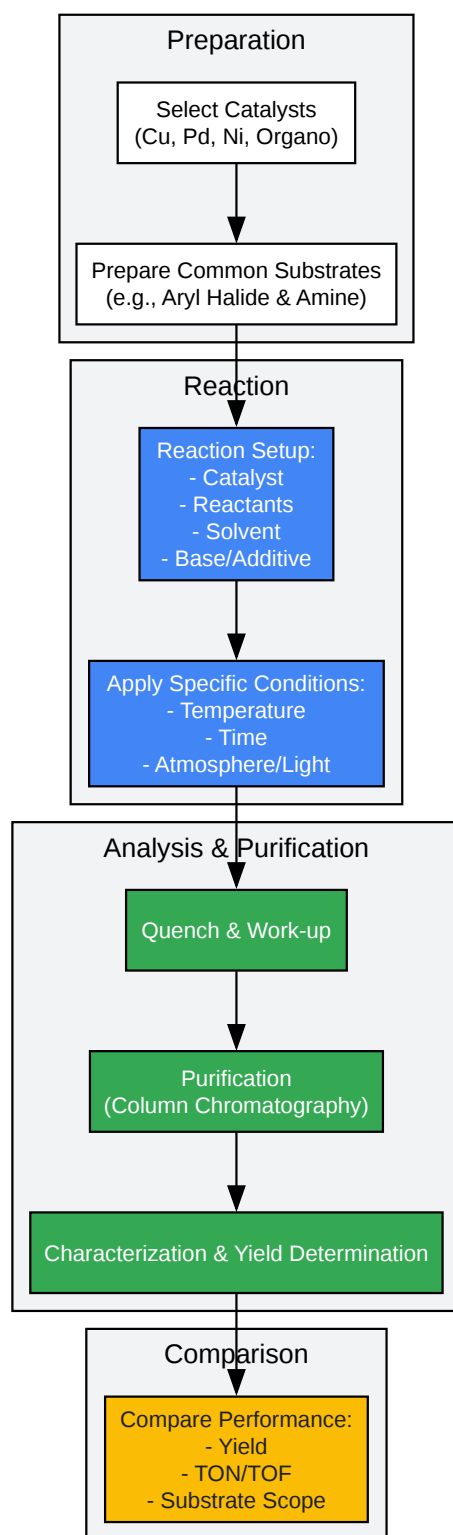 Preparation
Select Catalysts
(Cu, Pd, Ni, Organo)
Prepare Common Substrates
(e.g., Aryl Halide & Amine)
Reaction
Reaction Setup:
- Catalyst
- Reactants
- Solvent
- Base/Additive
Apply Specific Conditions:
- Temperature
- Time
- Atmosphere/Light
Analysis & Purification
Quench & Work-up
Purification
(Column Chromatography)
Characterization & Yield Determination
Comparison
Compare Performance:
- Yield
- TON/TOF
- Substrate Scope